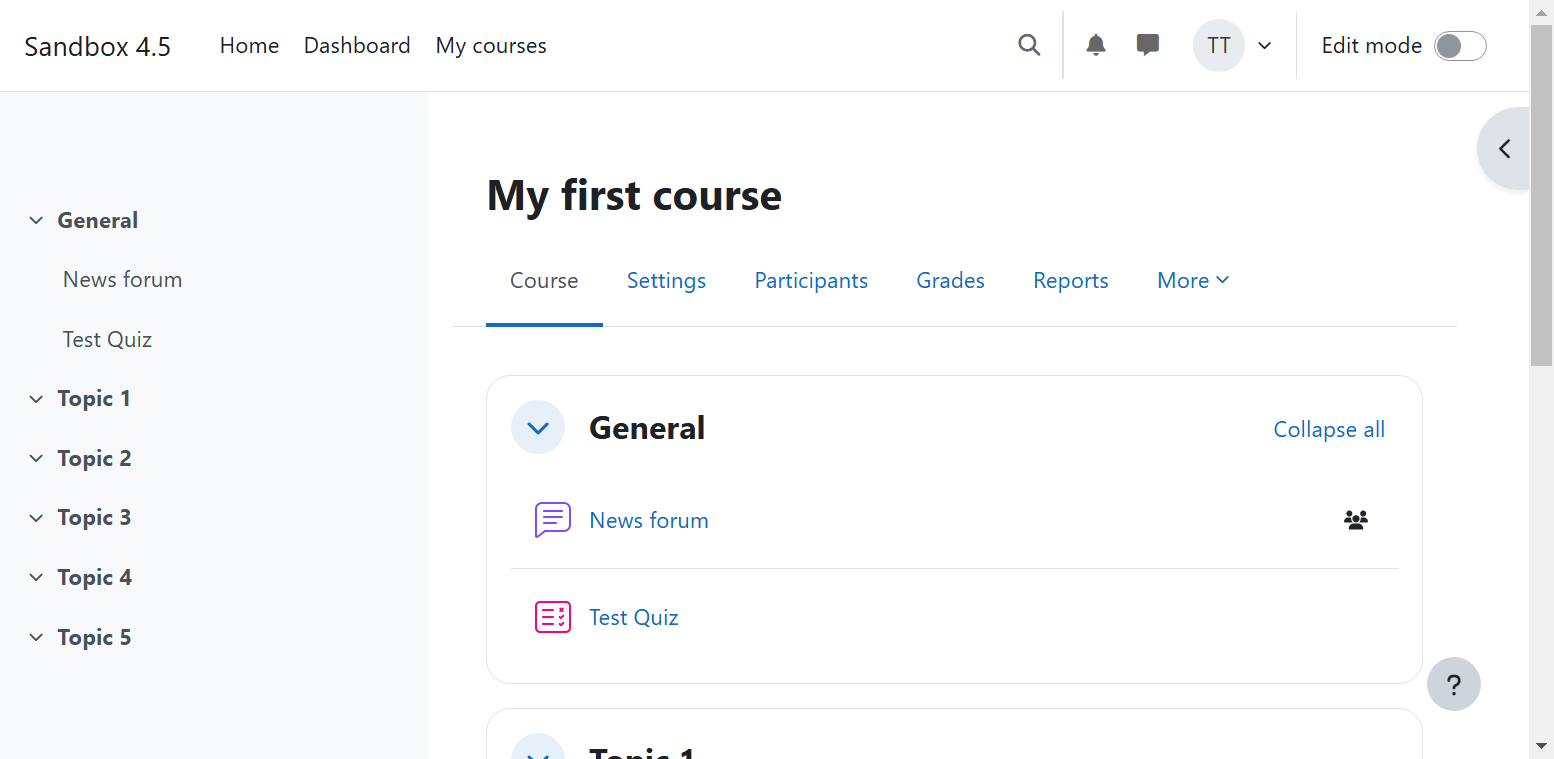 Sandbox 4.5 Home Dashboard My courses TT Edit mode
General
News forum
Test Quiz
Topic 1
Topic 2
Topic 3
Topic 4
Topic 5
My first course
Course Settings Participants Grades Reports More
General Collapse all
News forum
Test Quiz
?
Topic 1